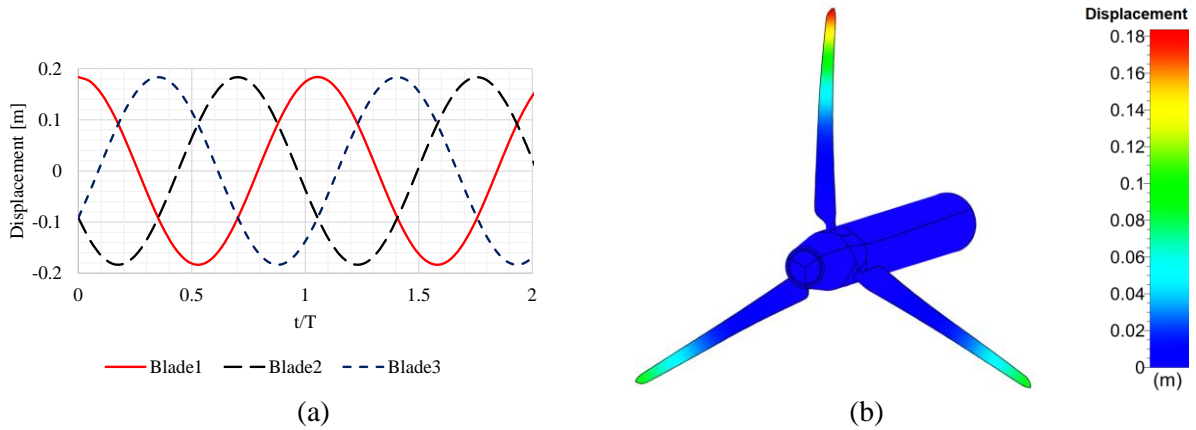 Displacement [m]
0.2
0.1
0
-0.1
-0.2
0
0.5
1
1.5
2
t/T
Blade1
Blade2
Blade3
(a)
Displacement
0.18
0.16
0.14
0.12
0.1
0.08
0.06
0.04
0.02
0
(m)
(b)